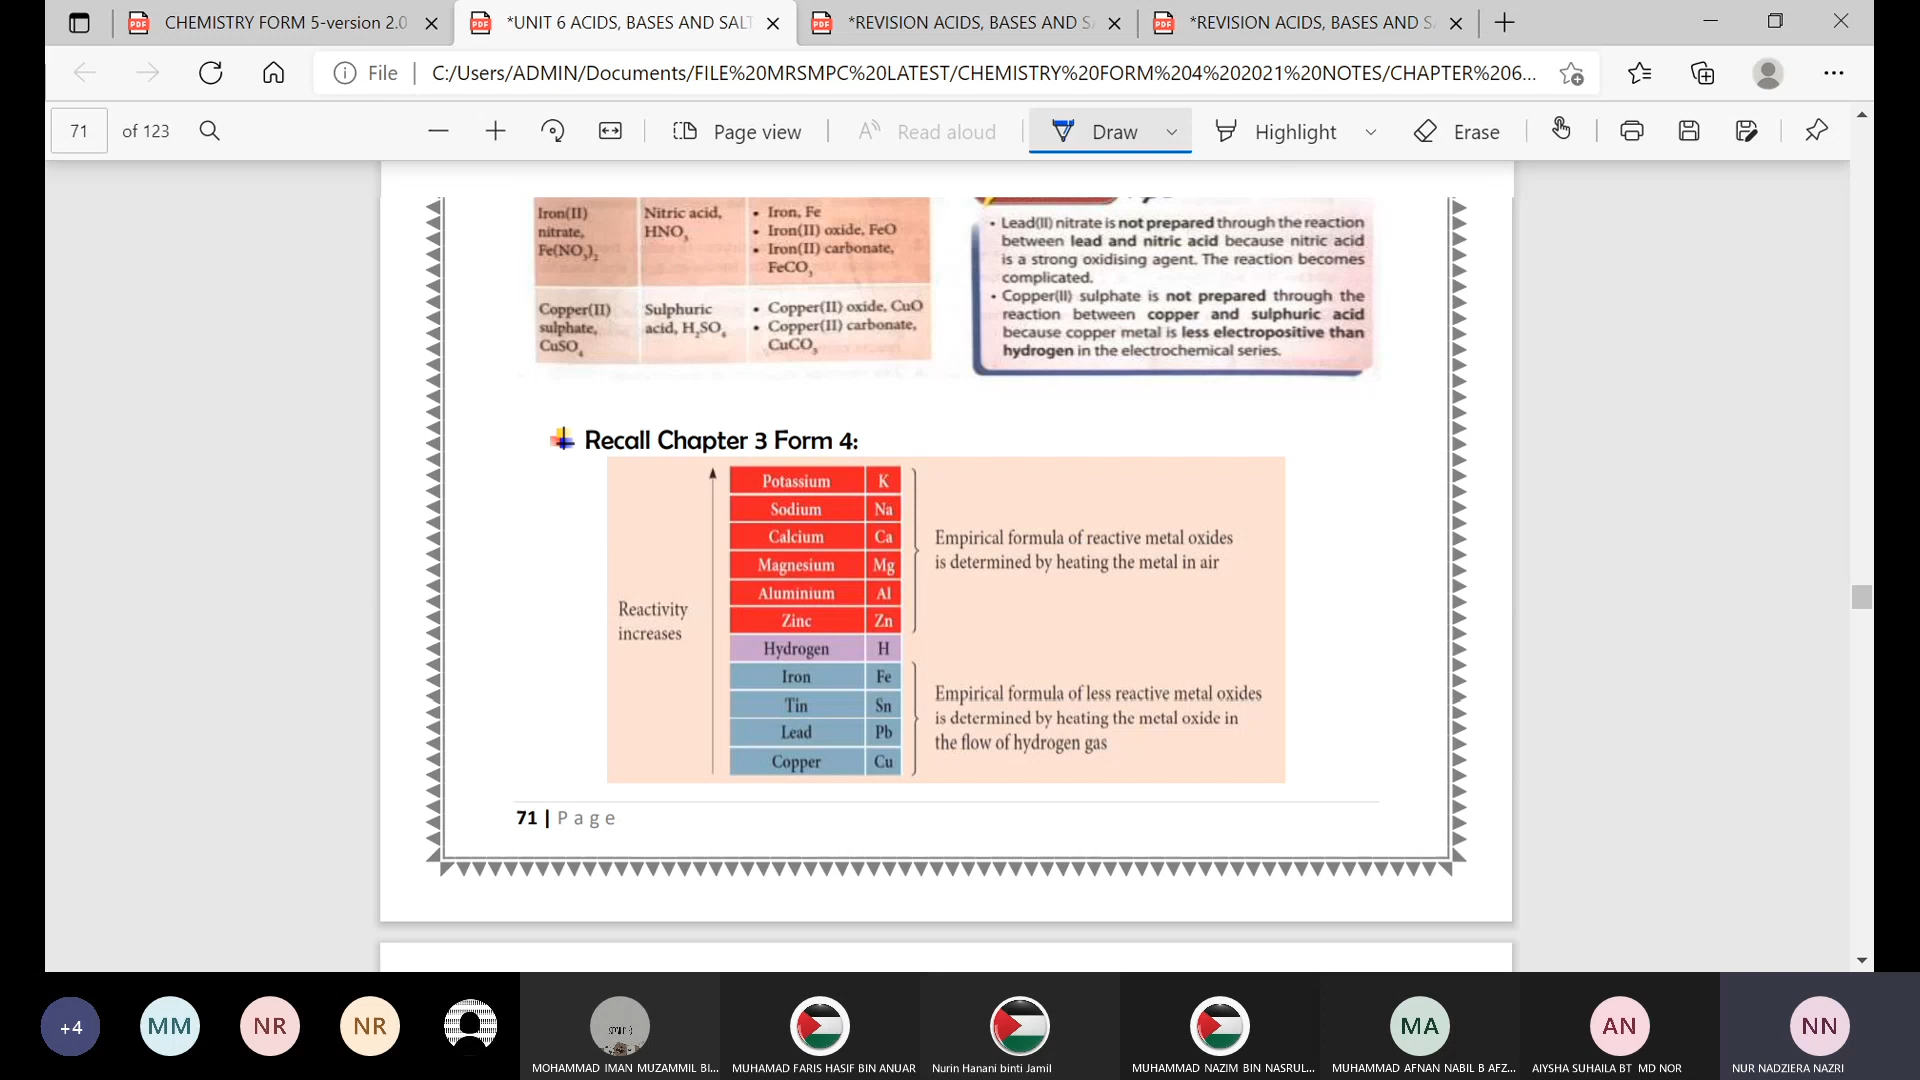 CHEMISTRY FORM 5-version 2.0
*UNIT 6 ACIDS, BASES AND SALT
*REVISION ACIDS, BASES AND S
*REVISION ACIDS, BASES AND S
File
C:/Users/ADMIN/Documents/FILE%20MRSMPC%20LATEST/CHEMISTRY%20FORM%204%202021%20NOTES/CHAPTER%206...
71 of 123
Page view
Read aloud
Draw
Highlight
Erase
Iron(II) nitrate, Fe(NO₃)₂
Nitric acid, HNO₃
• Iron, Fe
• Iron(II) oxide, FeO
• Iron(II) carbonate, FeCO₃
Copper(II) sulphate, CuSO₄
Sulphuric acid, H₂SO₄
• Copper(II) oxide, CuO
• Copper(II) carbonate, CuCO₃
• Lead(II) nitrate is not prepared through the reaction
between lead and nitric acid because nitric acid
is a strong oxidising agent. The reaction becomes
complicated.
• Copper(II) sulphate is not prepared through the
reaction between copper and sulphuric acid
because copper metal is less electropositive than
hydrogen in the electrochemical series.
Recall Chapter 3 Form 4:
Reactivity
increases
Potassium K
Sodium Na
Calcium Ca
Magnesium Mg
Aluminium Al
Zinc Zn
Hydrogen H
Iron Fe
Tin Sn
Lead Pb
Copper Cu
Empirical formula of reactive metal oxides
is determined by heating the metal in air
Empirical formula of less reactive metal oxides
is determined by heating the metal oxide in
the flow of hydrogen gas
71 | Page
+4
MM
NR
NR
MA
AN
NN
MOHAMMAD IMAN MUZAMMIL BI...
MUHAMAD FARIS HASIF BIN ANUAR
Nurin Hanani binti Jamil
MUHAMMAD NAZIM BIN NASRUL...
MUHAMMAD AFNAN NABIL B AFZ...
AIYSHA SUHAILA BT MD NOR
NUR NADZIERA NAZRI